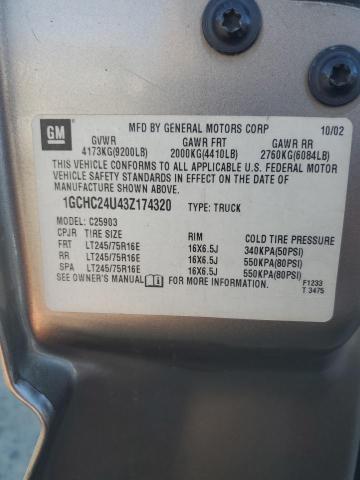 GM MFD BY GENERAL MOTORS CORP 10/02
GVWR GAWR FRT GAWR RR
4173KG(9200LB) 2000KG(4410LB) 2760KG(6084LB)
THIS VEHICLE CONFORMS TO ALL APPLICABLE U.S. FEDERAL MOTOR
VEHICLE SAFETY STANDARDS IN EFFECT ON THE DATE OF
MANUFACTURE SHOWN ABOVE.
1GCHC24U43Z174320 TYPE: TRUCK
MODEL: C25903
CPJR TIRE SIZE RIM COLD TIRE PRESSURE
FRT LT245/75R16E 16X6.5J 340KPA(50PSI)
RR LT245/75R16E 16X6.5J 550KPA(80PSI)
SPA LT245/75R16E 16X6.5J 550KPA(80PSI)
SEE OWNER'S MANUAL FOR MORE INFORMATION. F1233
T 3475